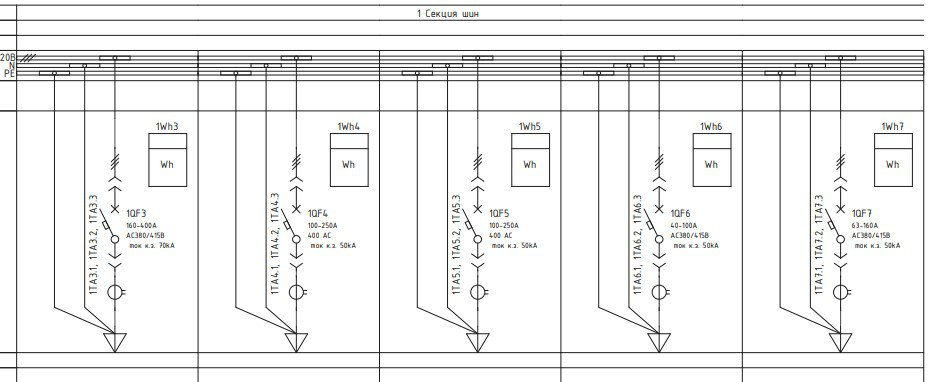 1 Секция шин
20В
N
PE
1Wh3
Wh
1TA3.1, 1TA3.2, 1TA3.3
1QF3
160-400A
AC380/415В
ток к.з. 70kA
1Wh4
Wh
1TA4.1, 1TA4.2, 1TA4.3
1QF4
100-250A
400 AC
ток к.з. 50kA
1Wh5
Wh
1TA5.1, 1TA5.2, 1TA5.3
1QF5
100-250A
400 AC
ток к.з. 50kA
1Wh6
Wh
1TA6.1, 1TA6.2, 1TA6.3
1QF6
40-100A
AC380/415В
ток к.з. 50kA
1Wh7
Wh
1TA7.1, 1TA7.2, 1TA7.3
1QF7
63-160A
AC380/415В
ток к.з. 50kA